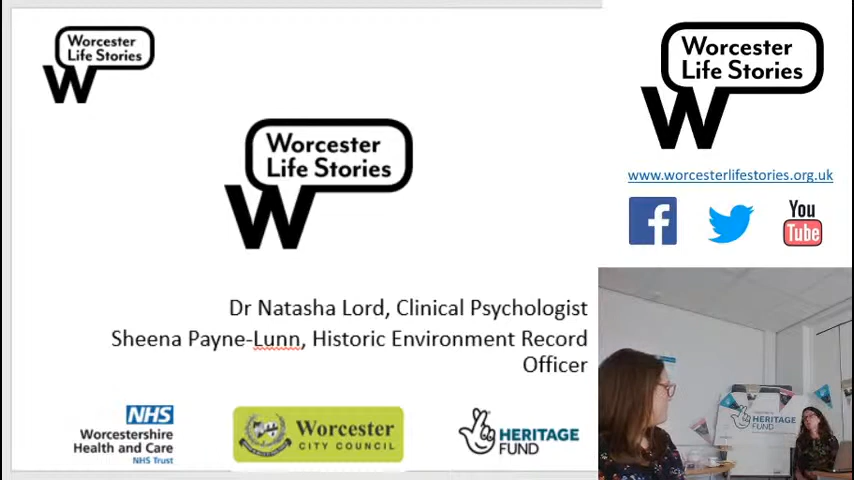 Worcester
Life Stories
W
Worcester
Life Stories
W
Dr Natasha Lord, Clinical Psychologist
Sheena Payne-Lunn, Historic Environment Record
Officer
NHS
Worcestershire
Health and Care
NHS Trust
Worcester
CITY COUNCIL
HERITAGE
FUND
Worcester
Life Stories
W
www.worcesterlifestories.org.uk
f
You
Tube
HERITAGE
FUND